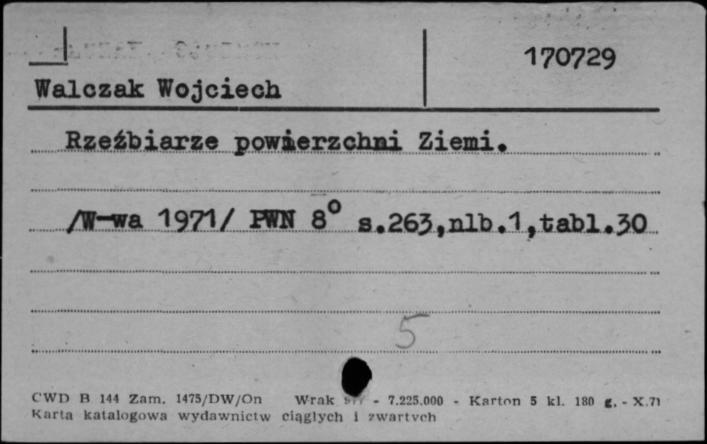 170729
Walczak Wojciech
Rzeźbiarze powierzchni Ziemi.
/W-wa 1971/ PWN 8° s.263,nlb.1,tabl.30
5
CWD B 144 Zam. 1475/DW/On Wrak - 7.225.000 - Karton 5 kl. 180 g. - X.71
Karta katalogowa wydawnictw ciągłych i zwartych